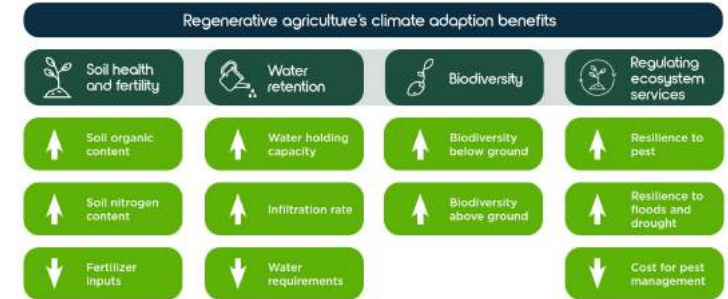 Regenerative agriculture's climate adaption benefits
Soil health
and fertility
Water
retention
Biodiversity
Regulating
ecosystem
services
Soil organic
content
Water holding
capacity
Biodiversity
below ground
Resilience to
pest
Soil nitrogen
content
Infiltration rate
Biodiversity
above ground
Resilience to
floods and
drought
Fertilizer
inputs
Water
requirements
Cost for pest
management